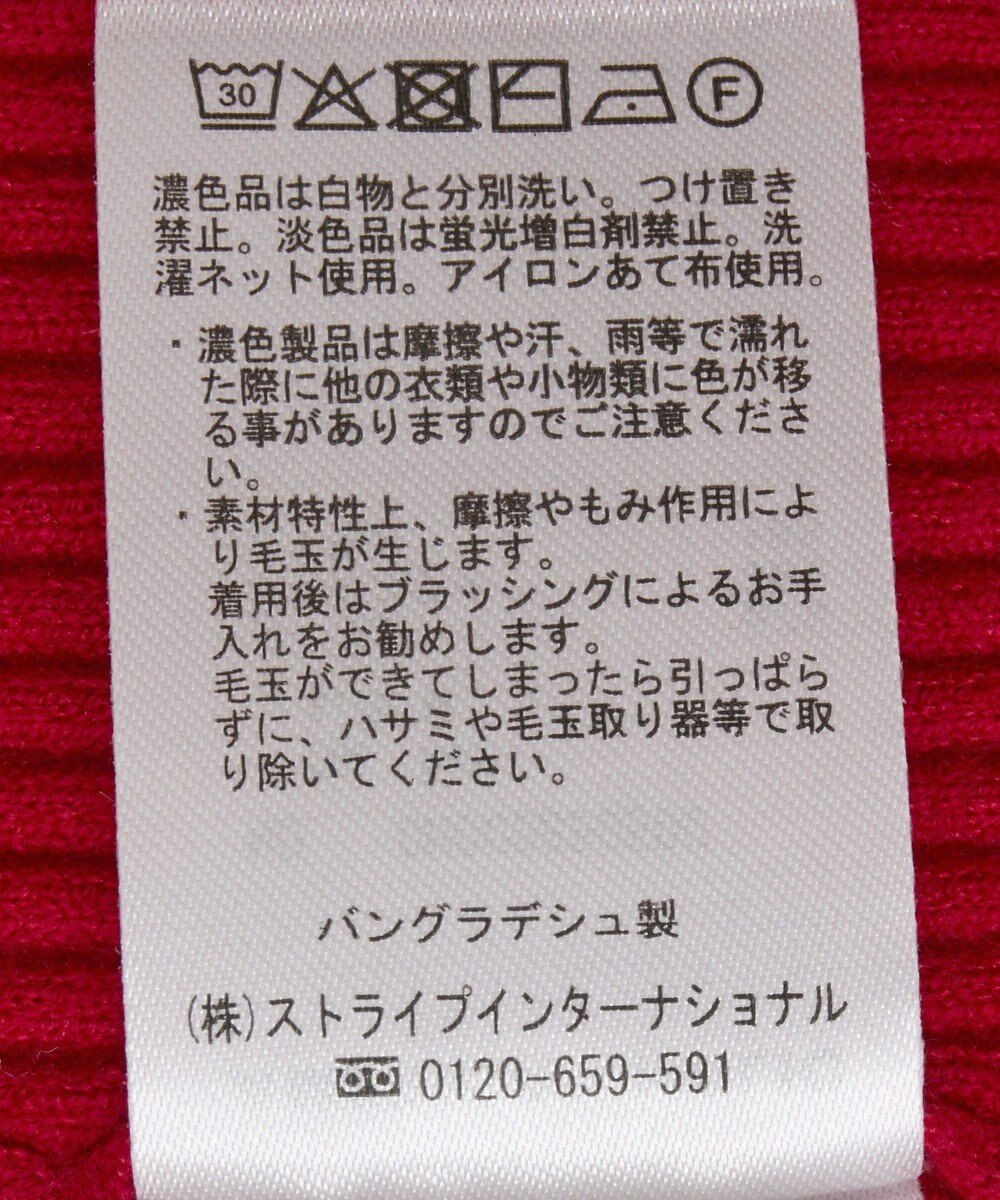 30 F
濃色品は白物と分別洗い。つけ置き
禁止。淡色品は蛍光増白剤禁止。洗
濯ネット使用。アイロンあて布使用。
・濃色製品は摩擦や汗、雨等で濡れ
た際に他の衣類や小物類に色が移
る事がありますのでご注意くださ
い。
・素材特性上、摩擦やもみ作用によ
り毛玉が生じます。
着用後はブラッシングによるお手
入れをお勧めします。
毛玉ができてしまったら引っぱら
ずに、ハサミや毛玉取り器等で取
り除いてください。
バングラデシュ製
(株)ストライプインターナショナル
0120-659-591